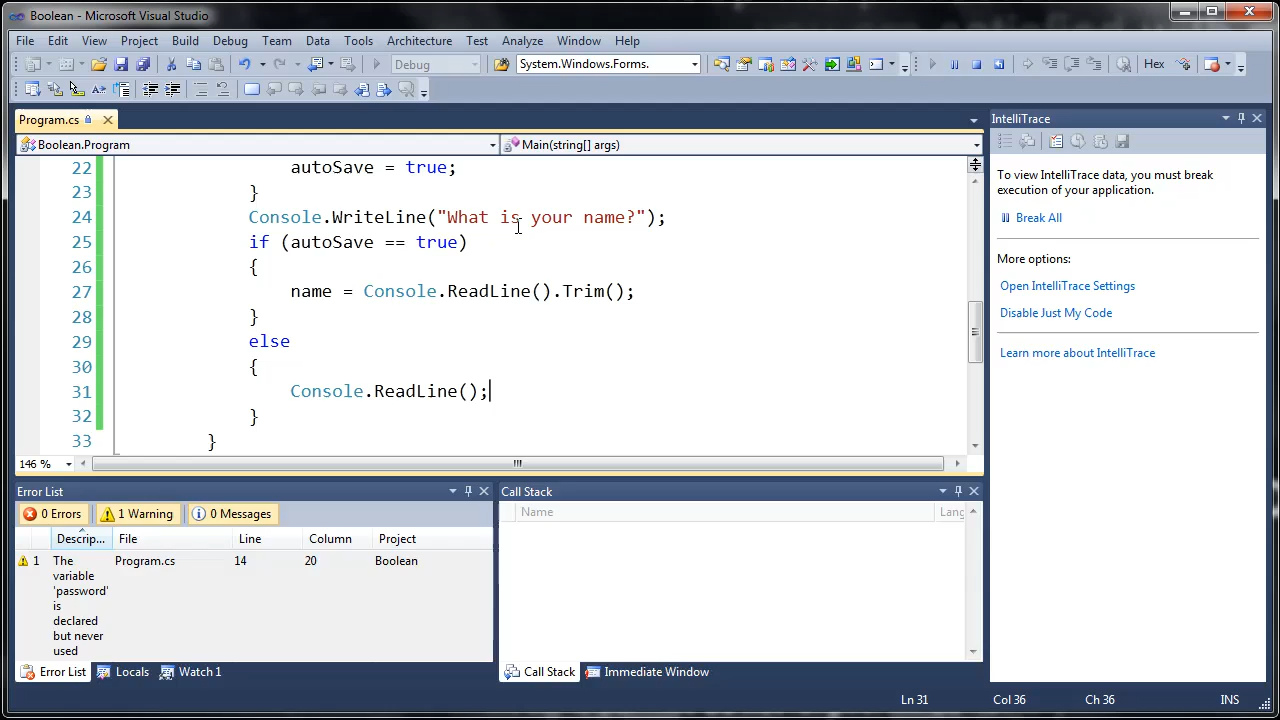 Boolean - Microsoft Visual Studio
File Edit View Project Build Debug Team Data Tools Architecture Test Analyze Window Help
Debug System.Windows.Forms. Hex
Program.cs
Boolean.Program Main(string[] args)
22 autoSave = true;
23 }
24 Console.WriteLine("What is your name?");
25 if (autoSave == true)
26 {
27 name = Console.ReadLine().Trim();
28 }
29 else
30 {
31 Console.ReadLine();
32 }
33 }
146 %
IntelliTrace
To view IntelliTrace data, you must break
execution of your application.
Break All
More options:
Open IntelliTrace Settings
Disable Just My Code
Learn more about IntelliTrace
Error List
0 Errors 1 Warning 0 Messages
Descrip... File Line Column Project
1 The Program.cs 14 20 Boolean
variable
'password'
is
declared
but never
used
Error List Locals Watch 1
Call Stack
Name Lang
Call Stack Immediate Window
Ln 31 Col 36 Ch 36 INS